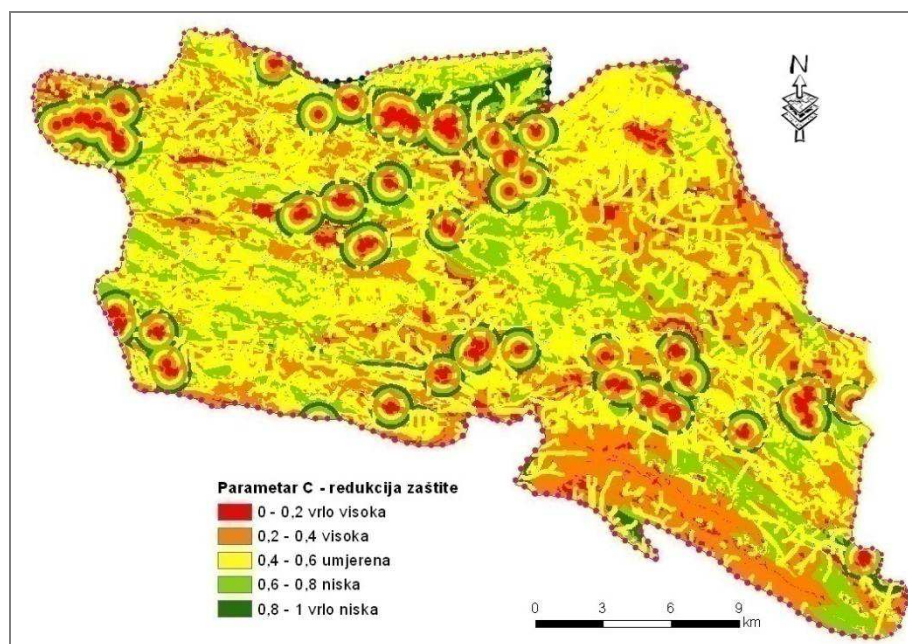 N
Parametar C - redukcija zaštite
0 - 0,2 vrlo visoka
0,2 - 0,4 visoka
0,4 - 0,6 umjerena
0,6 - 0,8 niska
0,8 - 1 vrlo niska
0 3 6 9
km